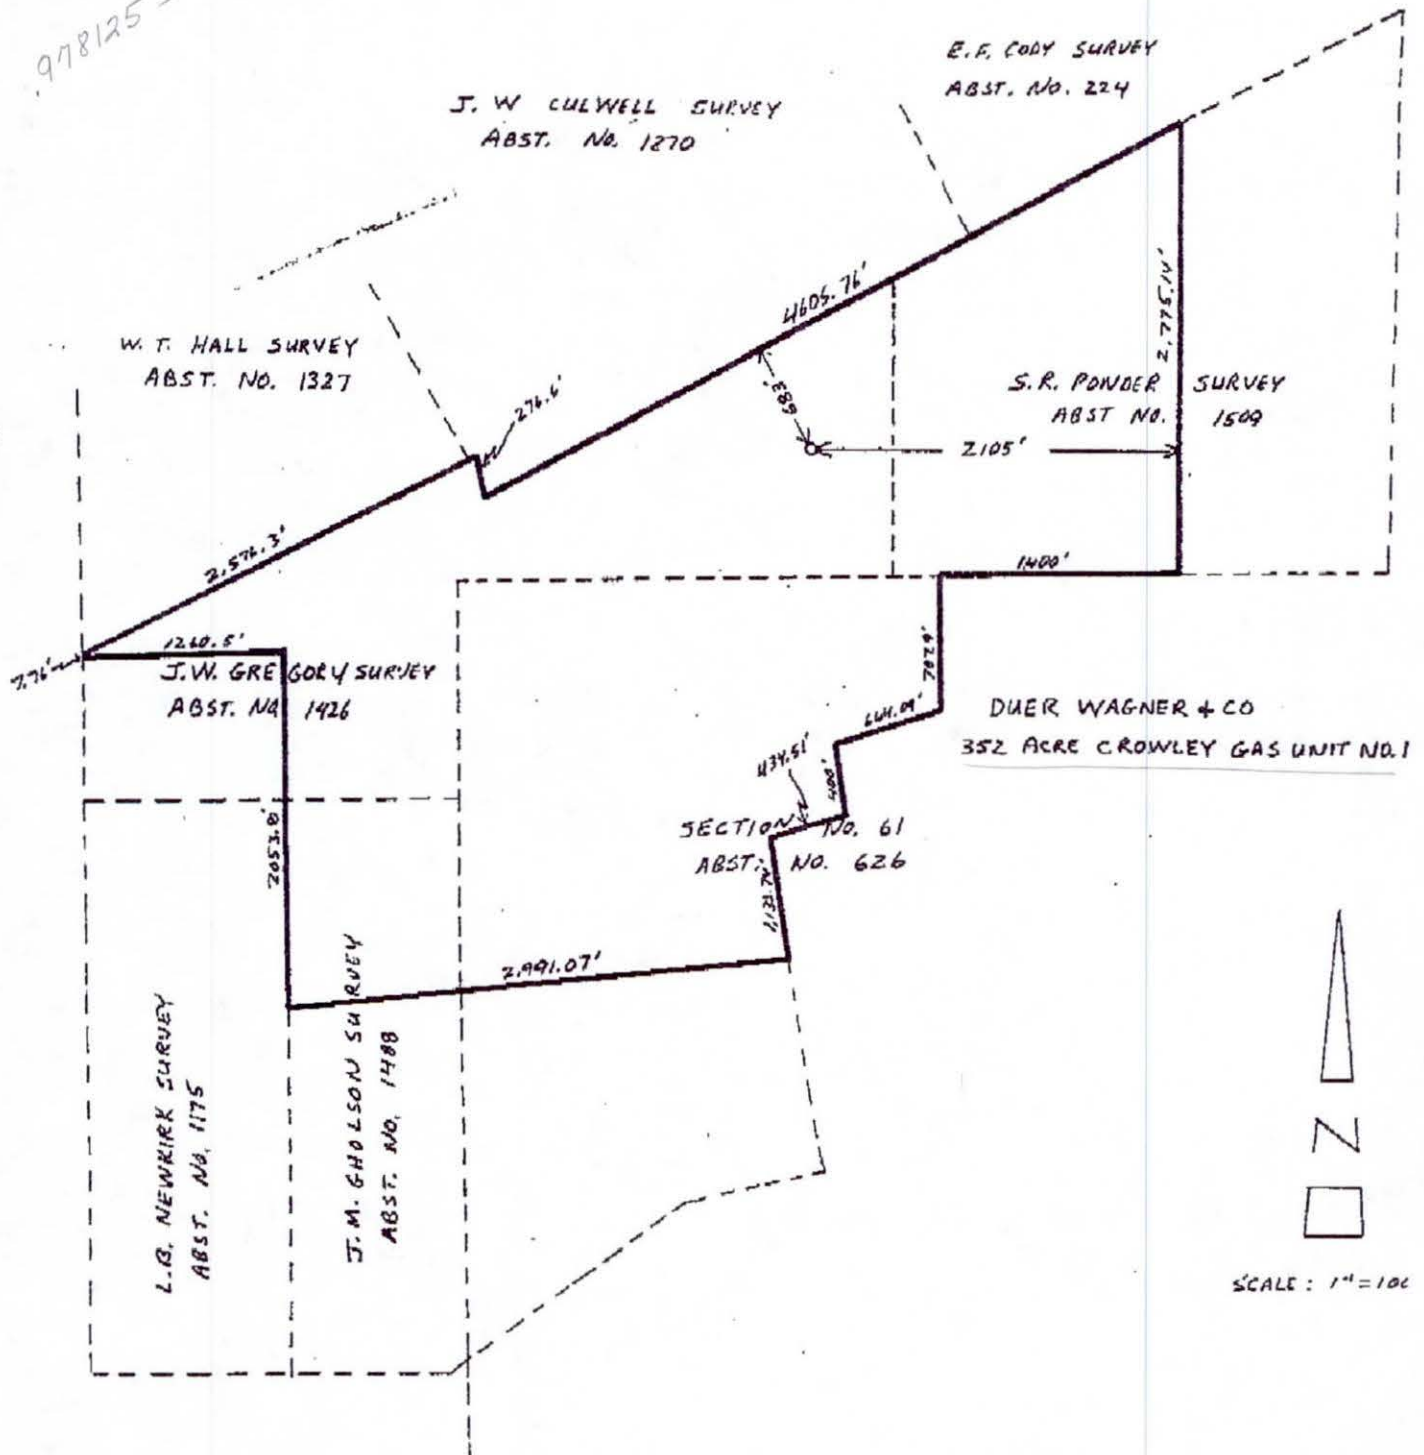 .978125
E.F. CODY SURVEY
ABST. NO. 224
J. W CULWELL SURVEY
ABST. No. 1270
W. T. HALL SURVEY
ABST. NO. 1327
276.6'
4605.76'
2,775.14'
S.R. PONDER SURVEY
ABST NO. 1509
683'
2105'
2,576.3'
1400'
7.76'
1260.5'
J.W. GREGORY SURVEY
ABST. NO 1426
702.9'
664.09'
DUER WAGNER & CO
352 ACRE CROWLEY GAS UNIT NO.1
434.51'
400'
SECTION NO. 61
ABST. NO. 626
2053.8'
2,991.07'
L.B. NEWKIRK SURVEY
ABST. NO. 1175
J.M. GHOLSON SURVEY
ABST. NO. 1488
N
SCALE: 1"=100